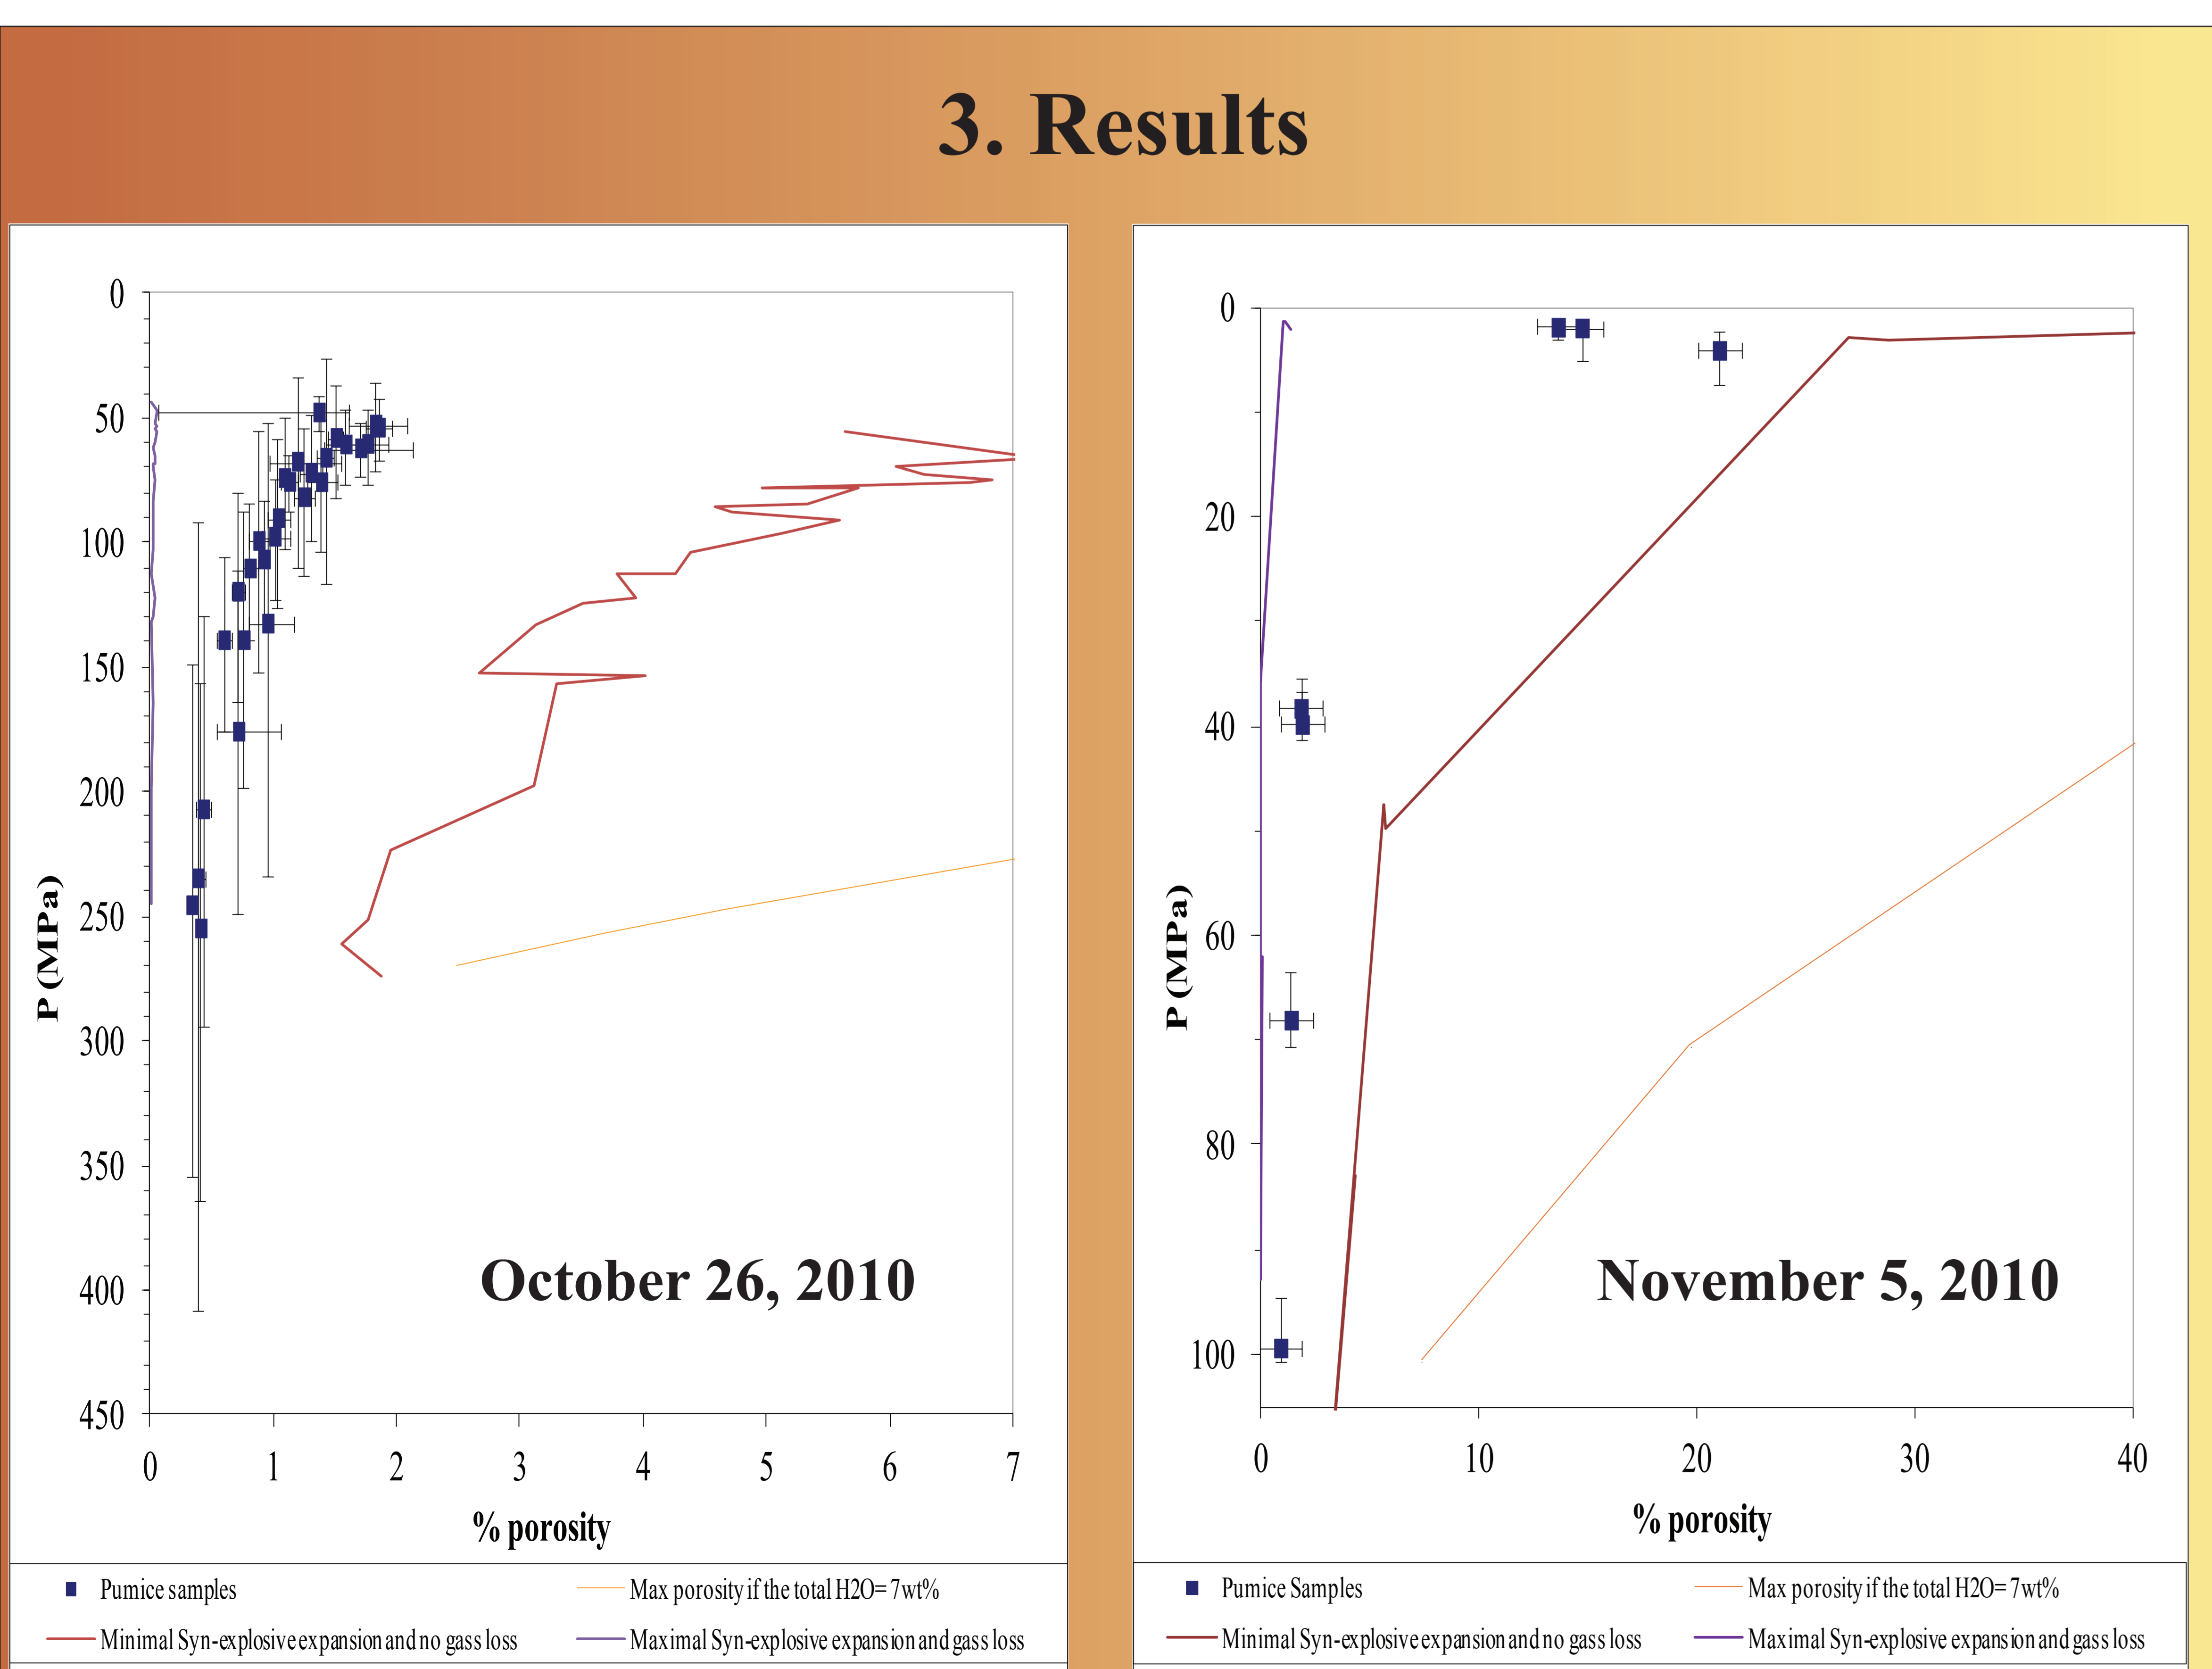 3. Results
0
50
100
150
200
250
300
350
400
450
P (MPa)
0 1 2 3 4 5 6 7
% porosity
October 26, 2010
Pumice samples
Max porosity if the total H2O= 7wt%
Minimal Syn-explosive expansion and no gass loss
Maximal Syn-explosive expansion and gass loss
0
20
40
60
80
100
P (MPa)
0 10 20 30 40
% porosity
November 5, 2010
Pumice Samples
Max porosity if the total H2O= 7wt%
Minimal Syn-explosive expansion and no gass loss
Maximal Syn-explosive expansion and gass loss